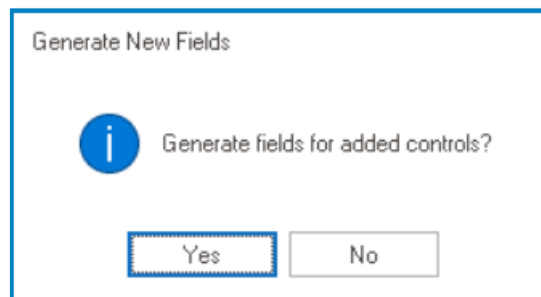 Generate New Fields
Generate fields for added controls?
Yes
No